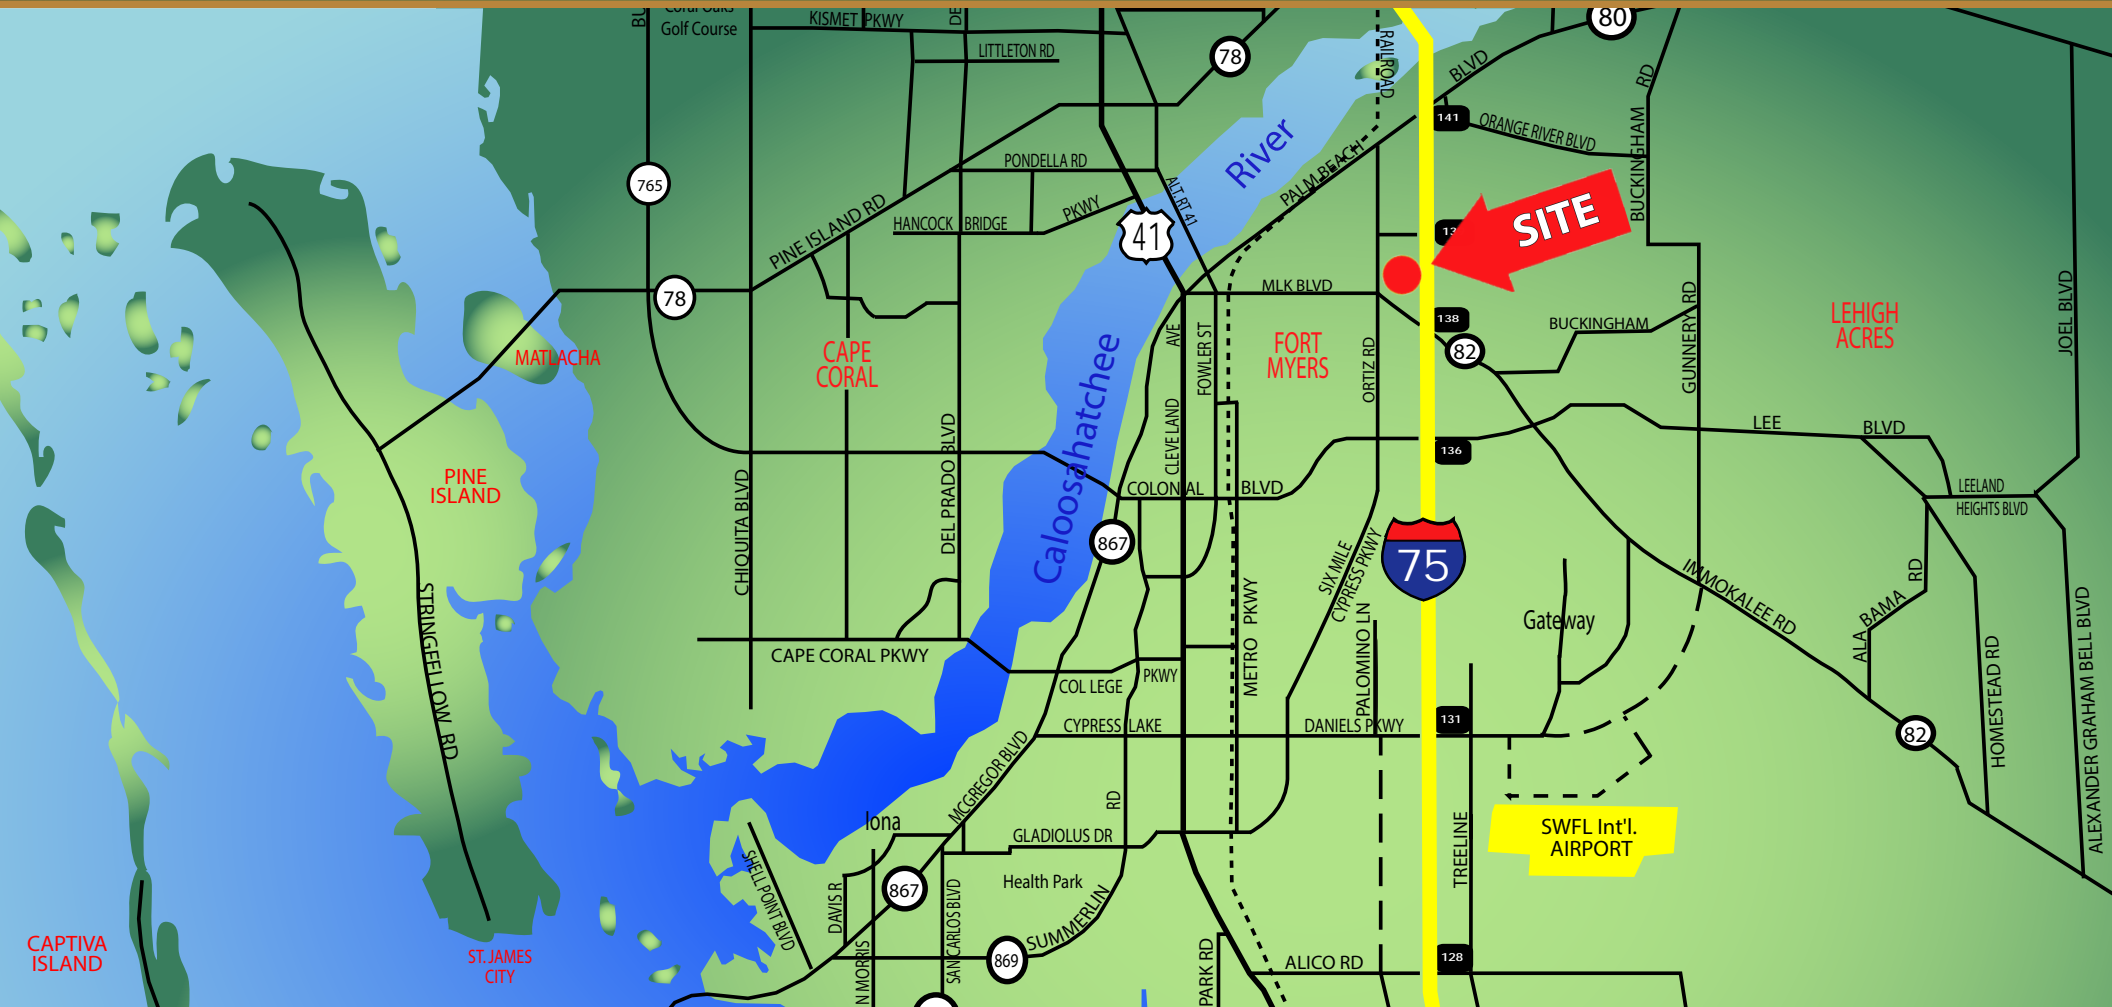 Golf Course
KISMET PKWY
LITTLETON RD
78
RAILROAD
80
BLVD
RD
141
ORANGE RIVER BLVD
BUCKINGHAM
765
PONDELLA RD
ALT. RT 41
River
PALM BEACH
SITE
PINE ISLAND RD
HANCOCK BRIDGE PKWY
41
78
MLK BLVD
138
82
BUCKINGHAM
GUNNERY RD
LEHIGH
ACRES
JOEL BLVD
MATLACHA
CAPE
CORAL
Caloosahatchee
CLEVELAND AVE
FOWLER ST
FORT
MYERS
ORTIZ RD
LEE BLVD
136
PINE
ISLAND
CHIQUITA BLVD
DEL PRADO BLVD
COLONIAL BLVD
LEELAND
HEIGHTS BLVD
867
75
SIX MILE
CYPRESS PKWY
IMMOKALEE RD
STRINGFELLOW RD
METRO PKWY
PALOMINO LN
Gateway
ALA BAMA RD
HOMESTEAD RD
ALEXANDER GRAHAM BELL BLVD
CAPE CORAL PKWY
COL LEGE PKWY
CYPRESS LAKE
DANIELS PKWY
131
82
MCGREGOR BLVD
RD
Iona
GLADIOLUS DR
TREELINE
SWFL Int'l.
AIRPORT
SHELL POINT BLVD
DAVIS R
867
SAN CARLOS BLVD
Health Park
SUMMERLIN
869
N MORRIS
PARK RD
ALICO RD
128
CAPTIVA
ISLAND
ST. JAMES
CITY